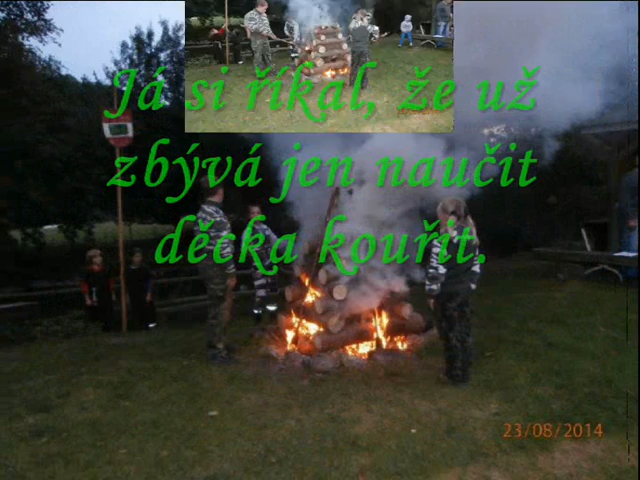 Já si říkal, že už
zbývá jen naučit
děcka kouřit.
23/08/2014